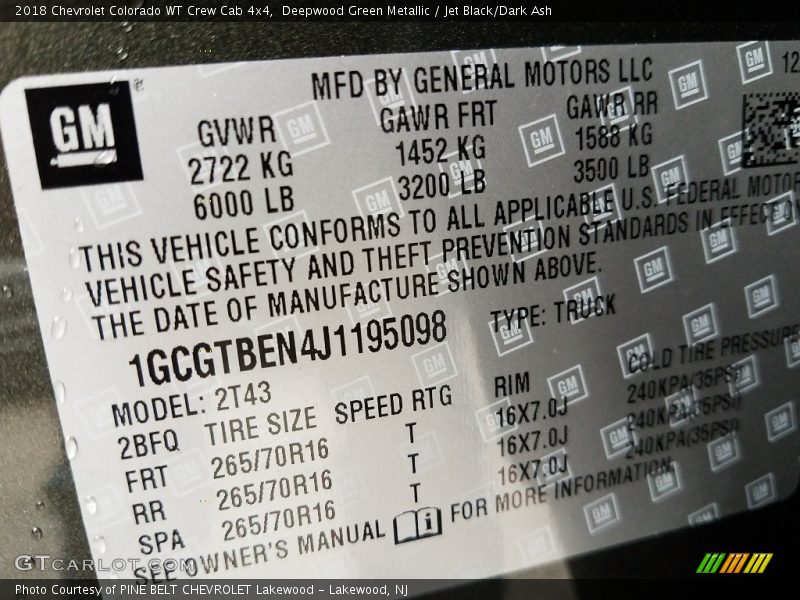 2018 Chevrolet Colorado WT Crew Cab 4x4, Deepwood Green Metallic / Jet Black/Dark Ash
GM
MFD BY GENERAL MOTORS LLC 12
GVWR GAWR FRT GAWR RR
2722 KG 1452 KG 1588 KG
6000 LB 3200 LB 3500 LB
THIS VEHICLE CONFORMS TO ALL APPLICABLE U.S. FEDERAL MOTOR
VEHICLE SAFETY AND THEFT PREVENTION STANDARDS IN EFFECT ON
THE DATE OF MANUFACTURE SHOWN ABOVE.
1GCGTBEN4J1195098 TYPE: TRUCK
MODEL: 2T43
2BFQ TIRE SIZE SPEED RTG RIM COLD TIRE PRESSURE
FRT 265/70R16 T 16X7.0J 240KPA(35PSI)
RR 265/70R16 T 16X7.0J 240KPA(35PSI)
SPA 265/70R16 T 16X7.0J 240KPA(35PSI)
SEE OWNER'S MANUAL FOR MORE INFORMATION
GTCarLot.com
Photo Courtesy of PINE BELT CHEVROLET Lakewood - Lakewood, NJ